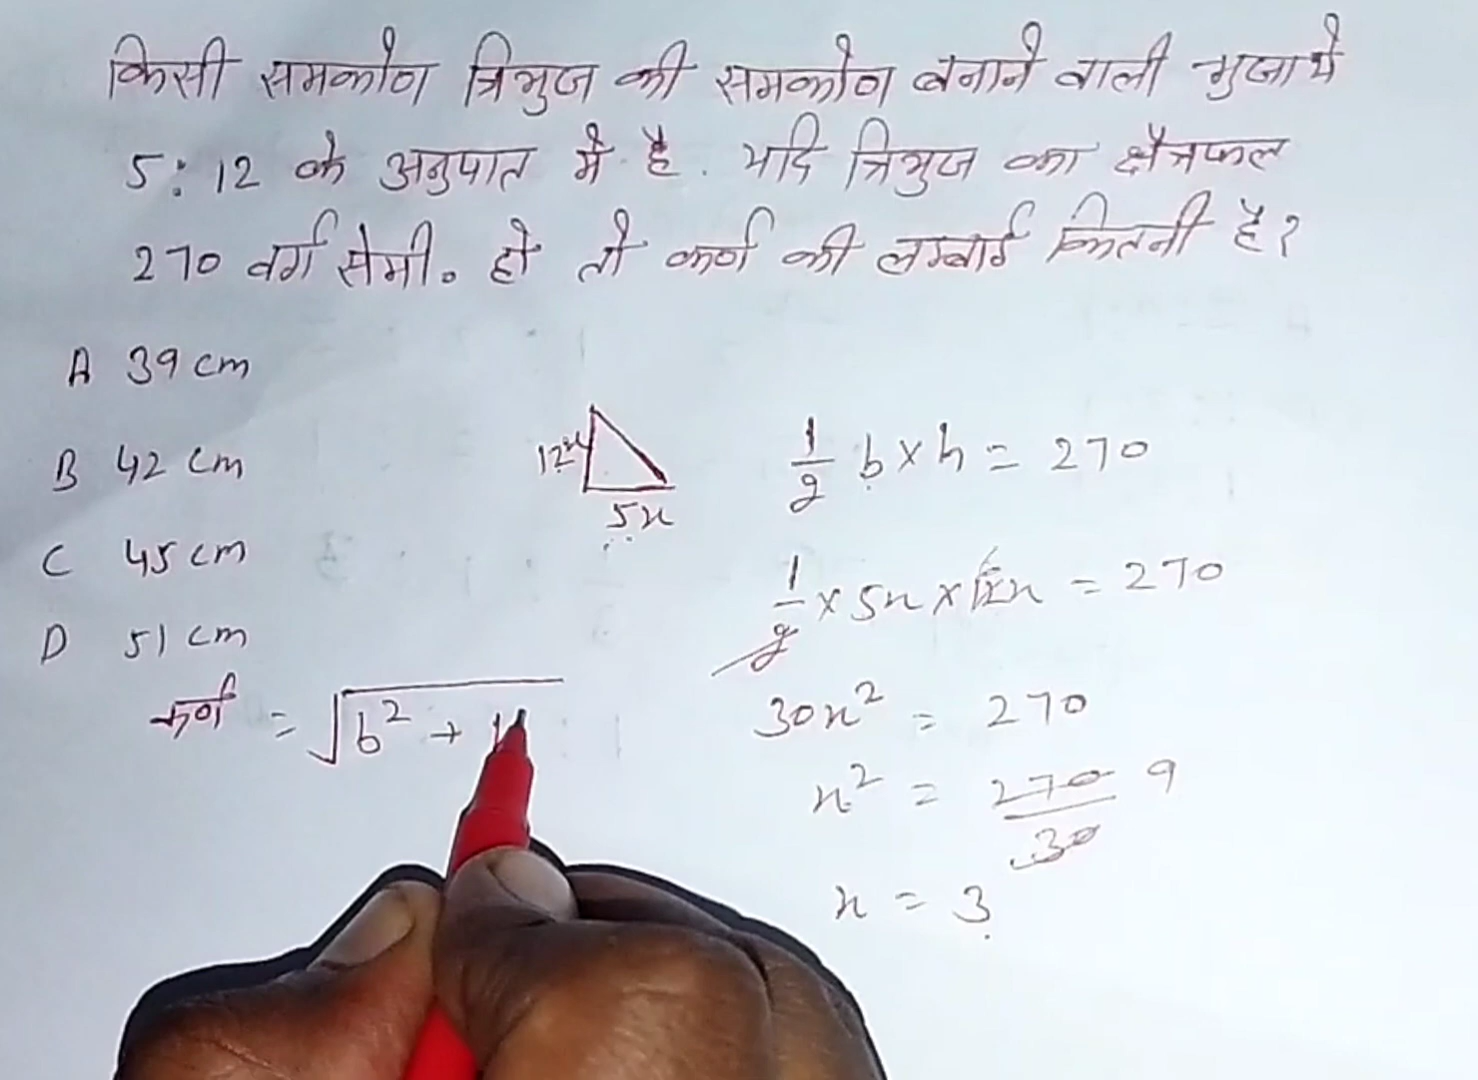 किसी समकोण त्रिभुज की समकोण बनाने वाली भुजाये
5:12 के अनुपात में है. यदि त्रिभुज का क्षैत्रफल
270 वर्ग सेमी. हो तो कर्ण की लम्बाई कितनी है?
A 39 cm
B 42 cm
C 45 cm
D 51 cm
12x
5x
1/2 b×h = 270
1/2 × 5x × 12x = 270
6
30x² = 270
x² = 270/30 9
x = 3
कर्ण = √b² +